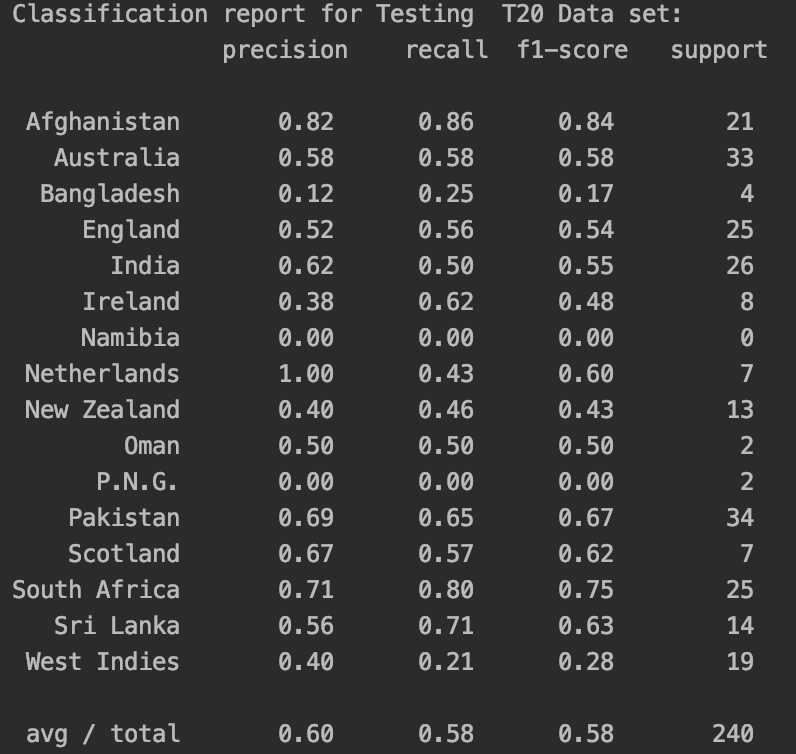 Classification report for Testing  T20 Data set:
               precision    recall  f1-score   support

 Afghanistan       0.82      0.86      0.84        21
   Australia       0.58      0.58      0.58        33
  Bangladesh       0.12      0.25      0.17         4
     England       0.52      0.56      0.54        25
       India       0.62      0.50      0.55        26
     Ireland       0.38      0.62      0.48         8
     Namibia       0.00      0.00      0.00         0
 Netherlands       1.00      0.43      0.60         7
 New Zealand       0.40      0.46      0.43        13
        Oman       0.50      0.50      0.50         2
      P.N.G.       0.00      0.00      0.00         2
    Pakistan       0.69      0.65      0.67        34
    Scotland       0.67      0.57      0.62         7
South Africa       0.71      0.80      0.75        25
   Sri Lanka       0.56      0.71      0.63        14
 West Indies       0.40      0.21      0.28        19

 avg / total       0.60      0.58      0.58       240